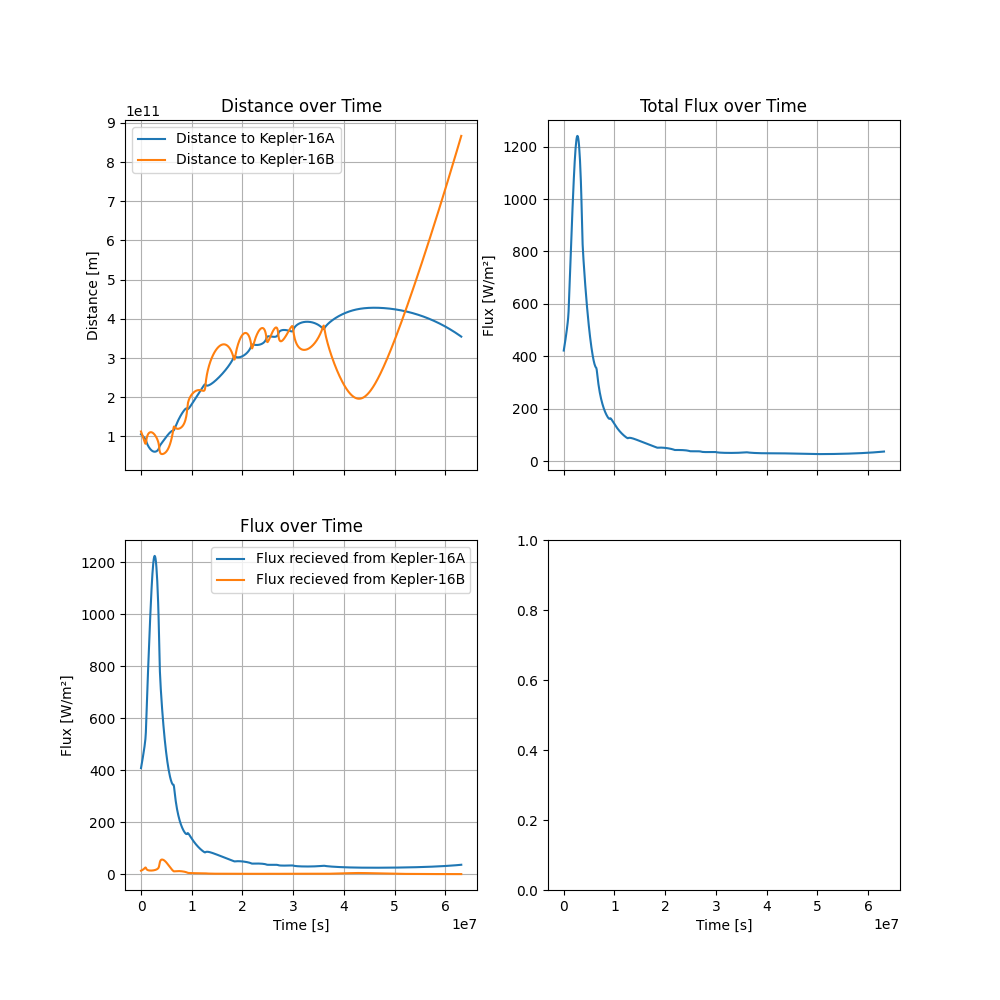 Distance over Time
1e11
Distance to Kepler-16A
Distance to Kepler-16B
9
8
7
6
5
4
3
2
1
Distance [m]
Total Flux over Time
1200
1000
800
600
400
200
0
Flux [W/m²]
Flux over Time
Flux recieved from Kepler-16A
Flux recieved from Kepler-16B
1200
1000
800
600
400
200
0
Flux [W/m²]
0 1 2 3 4 5 6
1e7
Time [s]
1.0
0.8
0.6
0.4
0.2
0.0
0 1 2 3 4 5 6
1e7
Time [s]